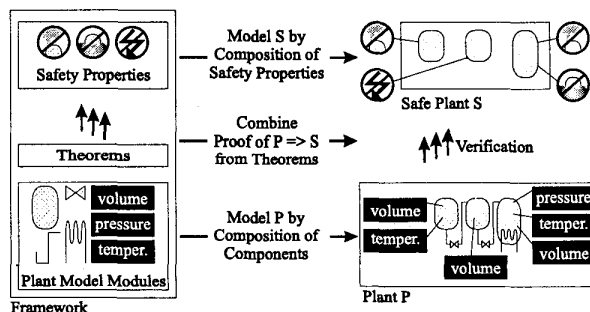 Safety Properties
Model S by
Composition of
Safety Properties
Safe Plant S
Theorems
Combine
Proof of P => S
from Theorems
Verification
volume
pressure
temper.
Plant Model Modules
Framework
Model P by
Composition of
Components
volume
temper.
volume
pressure
temper.
volume
Plant P